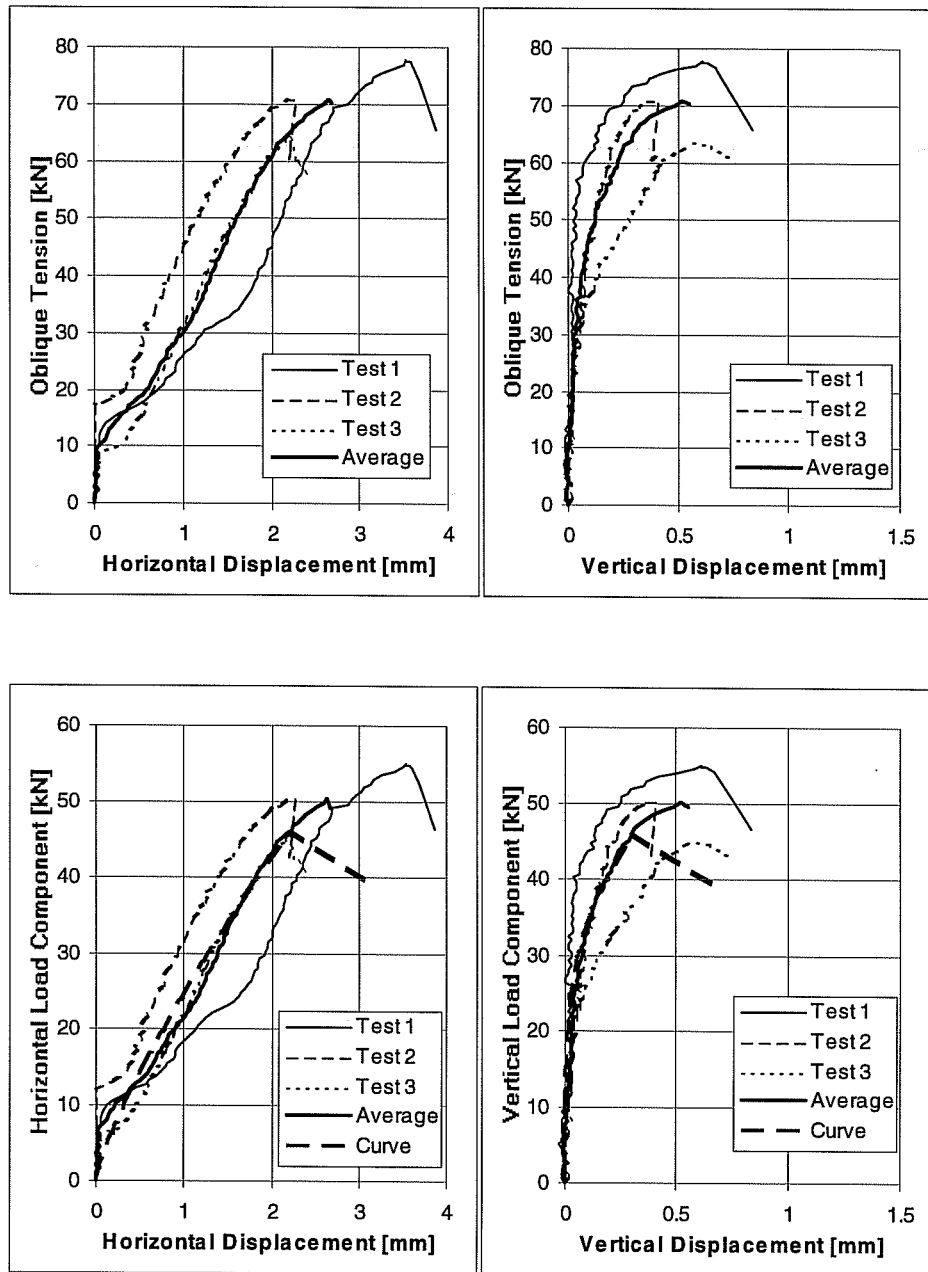 Oblique Tension [kN]
80
70
60
50
40
30
20
10
0
0 1 2 3 4
Horizontal Displacement [mm]
Test 1
Test 2
Test 3
Average
Oblique Tension [kN]
80
70
60
50
40
30
20
10
0
0 0.5 1 1.5
Vertical Displacement [mm]
Test 1
Test 2
Test 3
Average
Horizontal Load Component [kN]
60
50
40
30
20
10
0
0 1 2 3 4
Horizontal Displacement [mm]
Test 1
Test 2
Test 3
Average
Curve
Vertical Load Component [kN]
60
50
40
30
20
10
0
0 0.5 1 1.5
Vertical Displacement [mm]
Test 1
Test 2
Test 3
Average
Curve